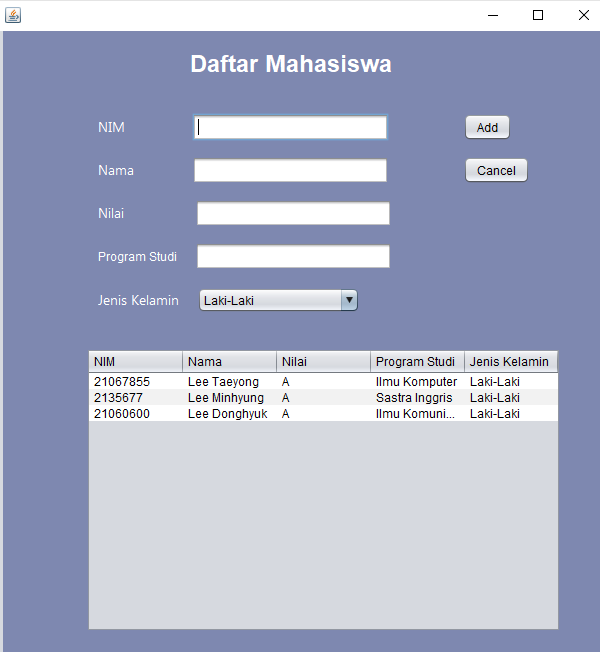 Daftar Mahasiswa
NIM
Add
Nama
Cancel
Nilai
Program Studi
Jenis Kelamin Laki-Laki
NIM Nama Nilai Program Studi Jenis Kelamin
21067855 Lee Taeyong A Ilmu Komputer Laki-Laki
2135677 Lee Minhyung A Sastra Inggris Laki-Laki
21060600 Lee Donghyuk A Ilmu Komuni... Laki-Laki